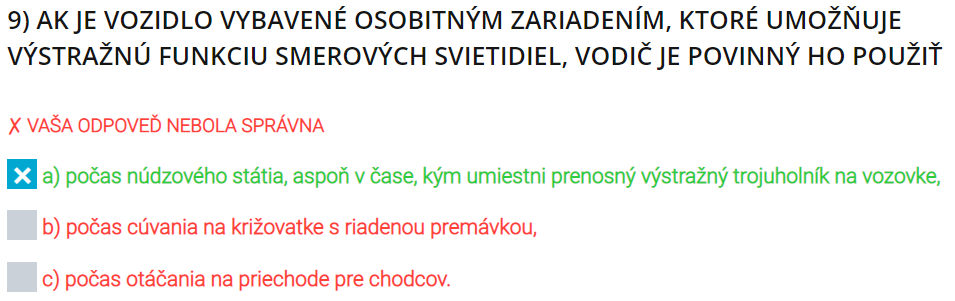 9) AK JE VOZIDLO VYBAVENÉ OSOBITNÝM ZARIADENÍM, KTORÉ UMOŽŇUJE
VÝSTRAŽNÚ FUNKCIU SMEROVÝCH SVIETIDIEL, VODIČ JE POVINNÝ HO POUŽIŤ
✗ VAŠA ODPOVEĎ NEBOLA SPRÁVNA
a) počas núdzového státia, aspoň v čase, kým umiestni prenosný výstražný trojuholník na vozovke,
b) počas cúvania na križovatke s riadenou premávkou,
c) počas otáčania na priechode pre chodcov.